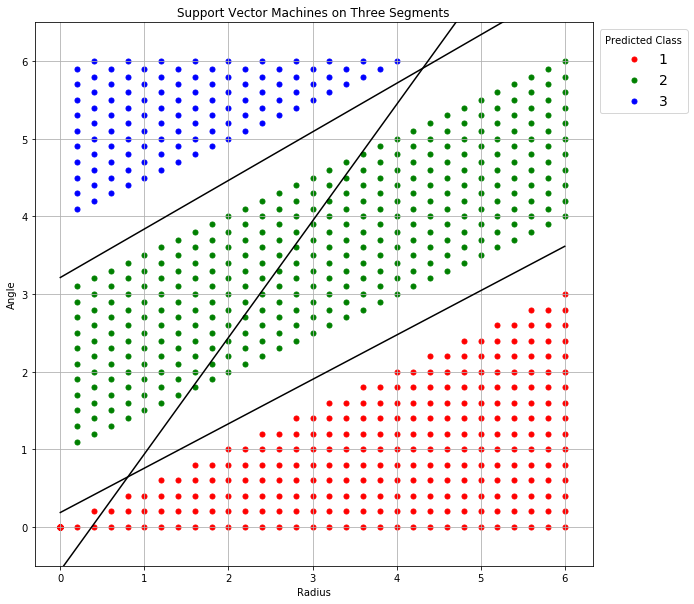 Support Vector Machines on Three Segments
Predicted Class
1
2
3
Angle
6
5
4
3
2
1
0
0 1 2 3 4 5 6
Radius